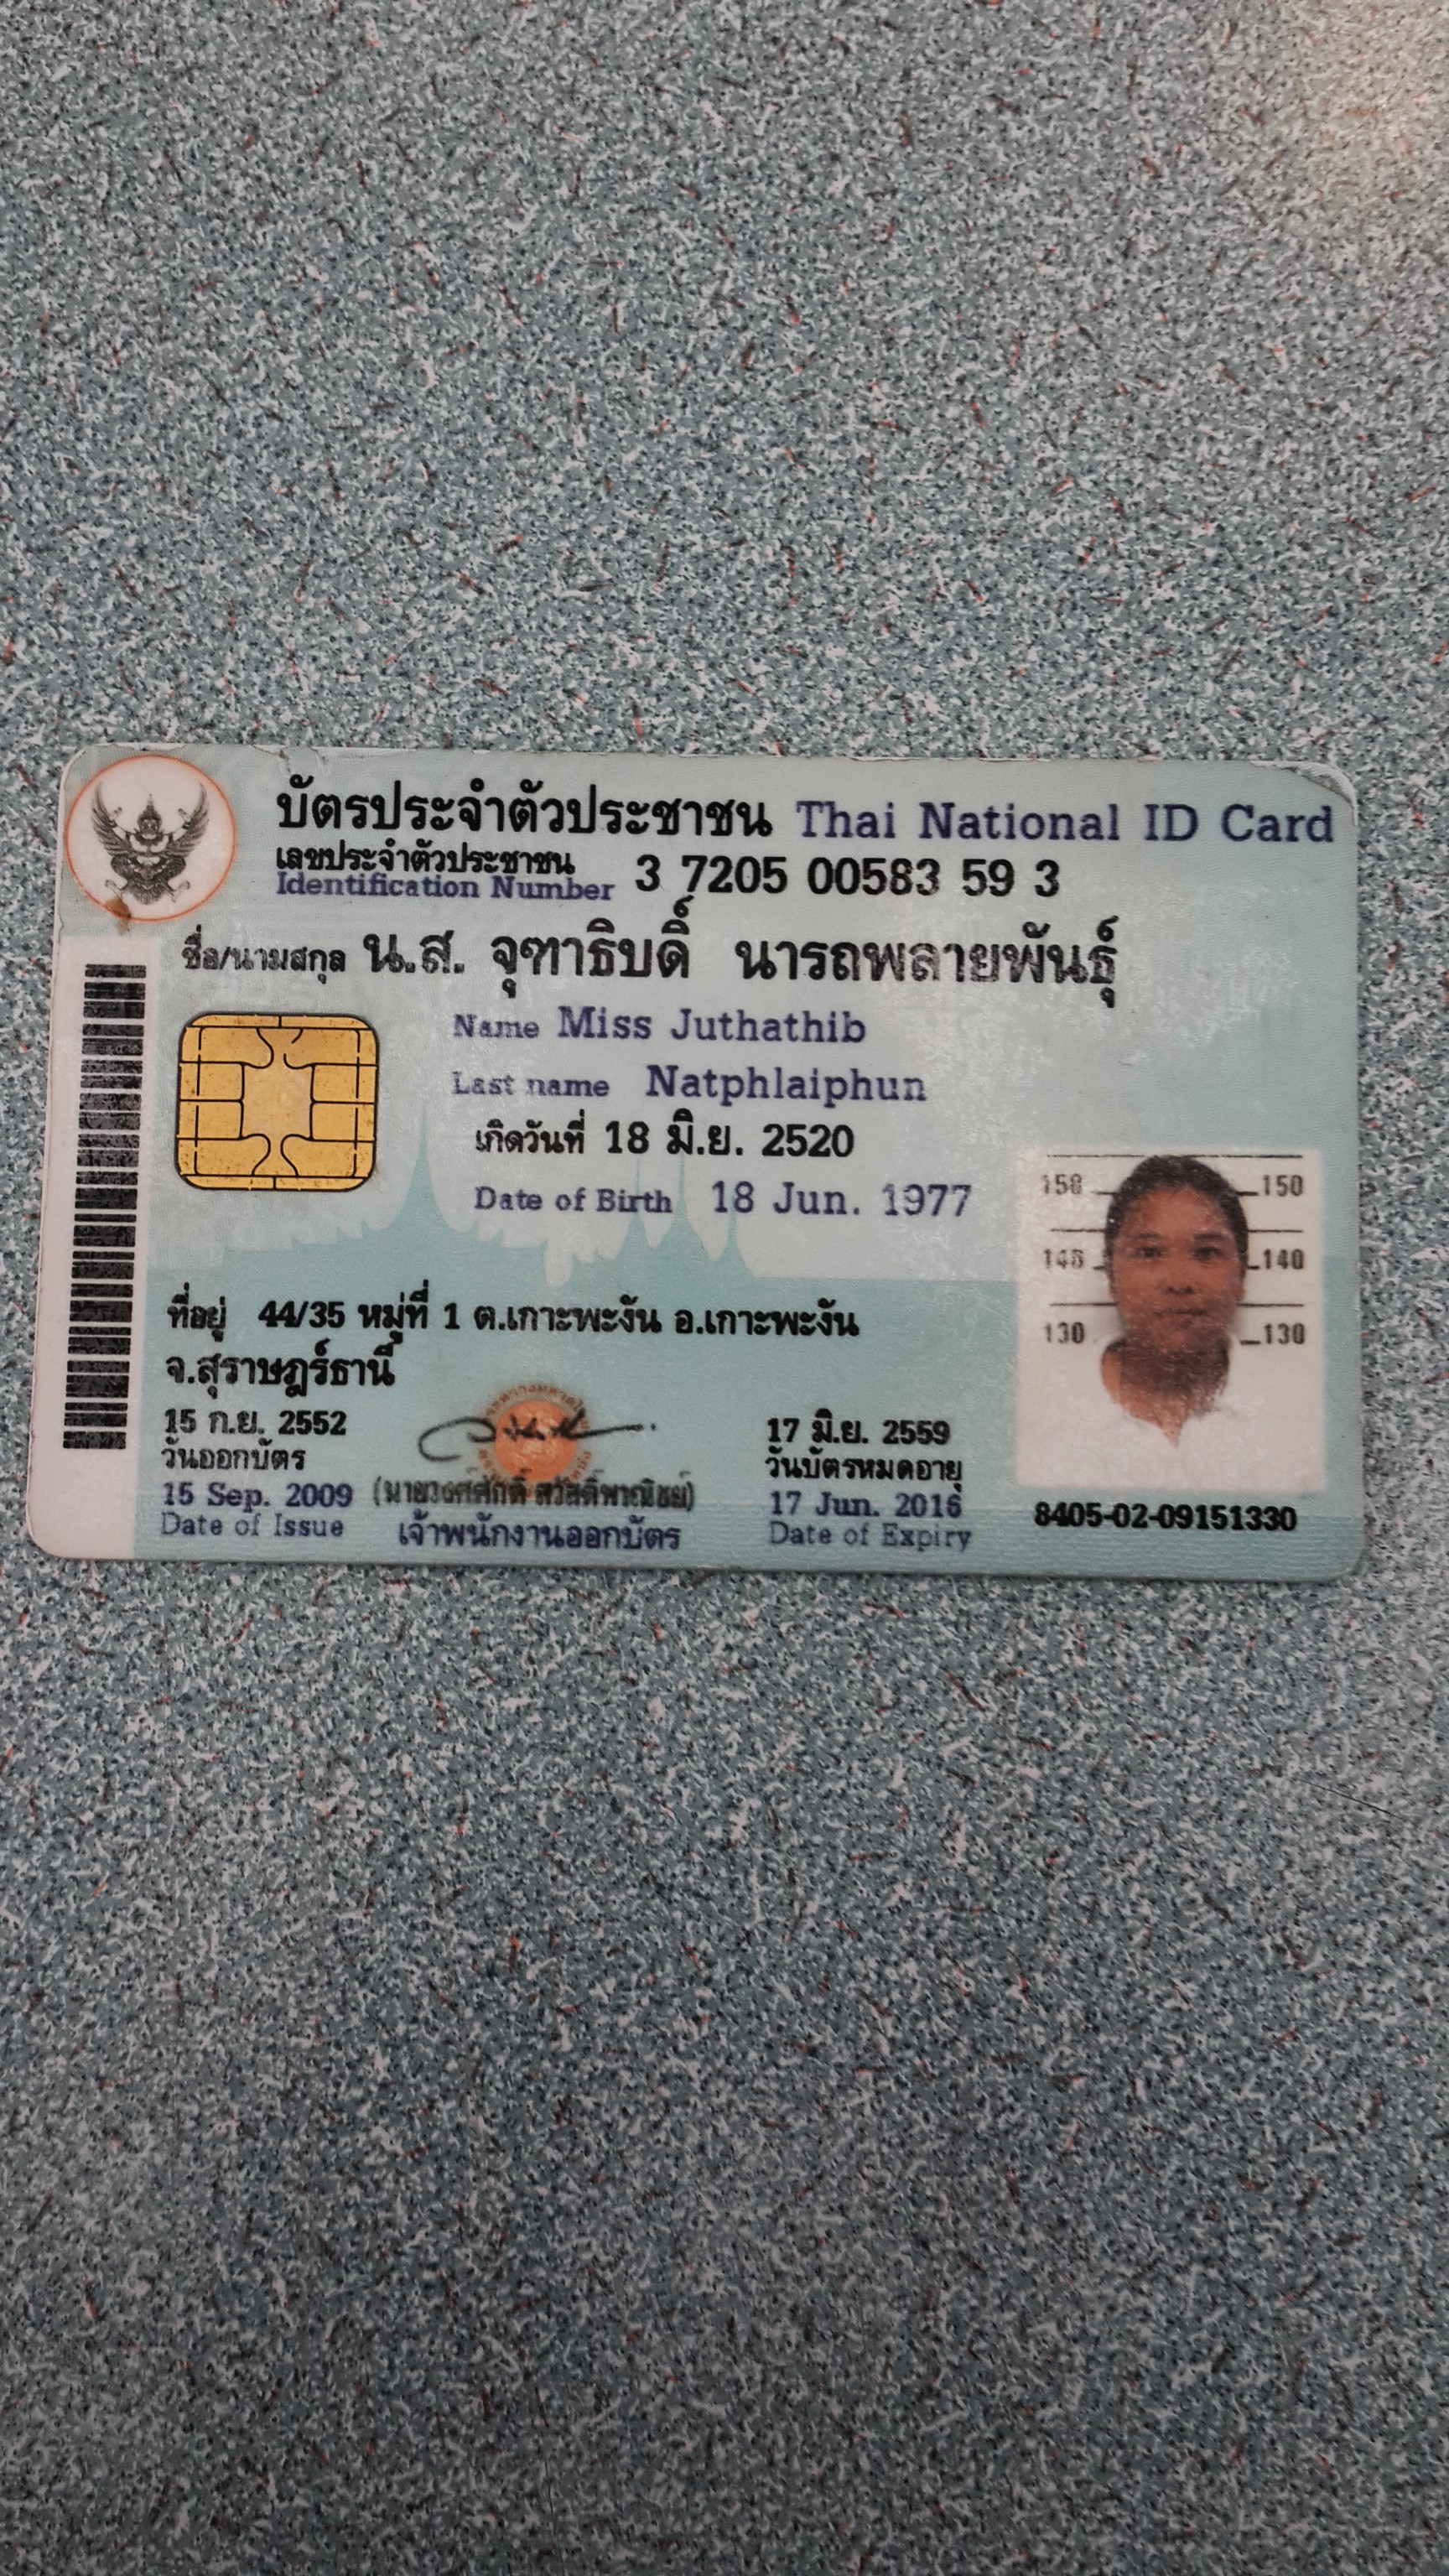 บัตรประจำตัวประชาชน Thai National ID Card
เลขประจำตัวประชาชน
Identification Number 3 7205 00583 59 3
ชื่อ/นามสกุล น.ส. จุฑาธิบดิ์ นารถพลายพันธุ์
Name Miss Juthathib
Last name Natphlaiphun
เกิดวันที่ 18 มิ.ย. 2520
Date of Birth 18 Jun. 1977
150 150
140 140
130 130
ที่อยู่ 44/35 หมู่ที่ 1 ต.เกาะพะงัน อ.เกาะพะงัน
จ.สุราษฎร์ธานี
15 ก.ย. 2552
วันออกบัตร
15 Sep. 2009
Date of Issue
(นายวงศ์ศักดิ์ สวัสดิ์พาณิชย์)
เจ้าพนักงานออกบัตร
17 มิ.ย. 2559
วันบัตรหมดอายุ
17 Jun. 2016
Date of Expiry
8405-02-09151330